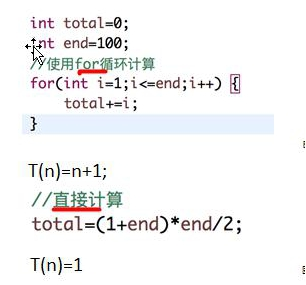 int total=0;
int end=100;
//使用for循环计算
for(int i=1;i<=end;i++) {
total+=i;
}
T(n)=n+1;
//直接计算
total=(1+end)*end/2;
T(n)=1